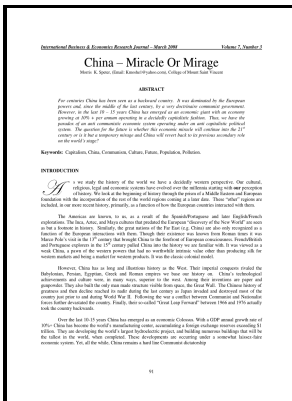 International Business & Economics Research Journal – March 2008 Volume 7, Number 3
China – Miracle Or Mirage
Morris K. Speter, (Email: College of Mount Saint Vincent
ABSTRACT
For centuries China has been seen as a backward country. It was dominated by the European
powers and, since the middle of the last century, by a very doctrinaire communist government.
However, in the last 10 – 15 years China has emerged as an economic giant with an economy
growing at 10% + per annum operating in a decidedly capitalistic fashion. Thus, we have the
paradox of an anti communistic economic system operating under an anti capitalistic political
system. The question for the future is whether this economic miracle will continue into the 21st
century or is it but a temporary mirage and China will revert back to its previous secondary role
on the world's stage?
Keywords: Capitalism, China, Communism, Culture, Future, Population, Pollution.
INTRODUCTION
As we study the history of the world we have a decidedly western perspective. Our cultural,
religious, legal and economic systems have evolved over the millennia starting with our perception
of history. We look at the beginning of history through the prism of a Middle Eastern and European
foundation with the incorporation of the rest of the world regions coming at a later date. These "other" regions are
included, in our more recent history, primarily, as a function of how the European countries interacted with them.
The Americas are known, to us, as a result of the Spanish/Portuguese and later English/French
explorations. The Inca, Aztec, and Maya cultures that predated the European "discovery of the New World" are seen
as but a footnote in history. Similarly, the great nations of the Far East (e.g. China) are also only recognized as a
function of the European interactions with them. Though their existence was known from Roman times it was
Marco Polo's visit in the 13th century that brought China to the forefront of European consciousness. French/British
and Portuguese explorers in the 15th century pulled China into the history we are familiar with. It was viewed as a
weak China, a pawn of the western powers that had no worthwhile intrinsic value other than producing silk for
western markets and being a market for western products. It was the classic colonial model.
However, China has as long and illustrious history as the West. Their imperial conquests rivaled the
Babylonian, Persian, Egyptian, Greek and Roman empires we base our history on. China's technological
achievements and culture were in many ways, superior to the west. Among their inventions are paper and
gunpowder. They also built the only man made structure visible from space, the Great Wall. The Chinese history of
greatness and then decline reached its nadir during the last century as Japan invaded and destroyed most of the
country just prior to and during World War II. Following the war a conflict between Communist and Nationalist
forces further devastated the country. Finally, their so-called "Great Leap Forward" between 1966 and 1976 actually
took the country backwards.
Over the last 10-15 years China has emerged as an economic Colossus. With a GDP annual growth rate of
10%+ China has become the world's manufacturing center, accumulating a foreign exchange reserves exceeding $1
trillion. They are developing the world's largest hydroelectric project, and building numerous buildings that will be
the tallest in the world, when completed. These developments are occurring under a somewhat laissez-faire
economic system. Yet, all the while, China remains a hard line Communist dictatorship
91